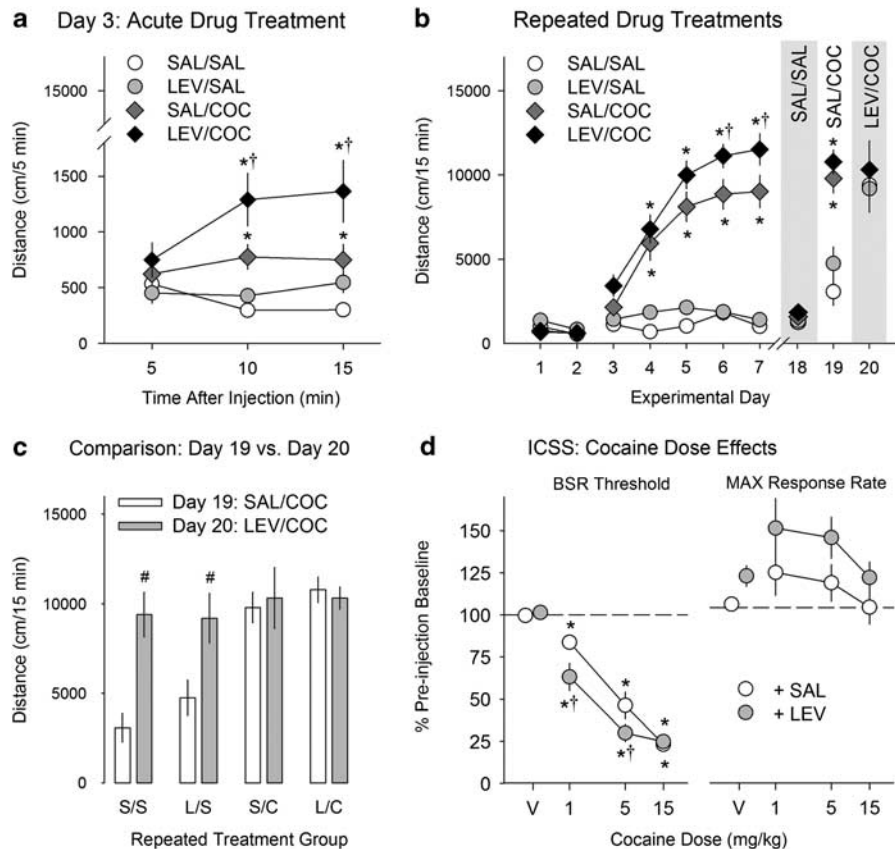 a Day 3: Acute Drug Treatment
15000
SAL/SAL
LEV/SAL
SAL/COC
LEV/COC
*†
*†
1500
1000
*
*
500
0
Distance (cm/5 min)
5 10 15
Time After Injection (min)
b Repeated Drug Treatments
SAL/SAL
LEV/SAL
SAL/COC
LEV/COC
SAL/SAL
SAL/COC
LEV/COC
15000
10000
5000
0
Distance (cm/15 min)
* * *† *†
* * * *
*
*
1 2 3 4 5 6 7 18 19 20
Experimental Day
c Comparison: Day 19 vs. Day 20
15000
Day 19: SAL/COC
Day 20: LEV/COC
# #
10000
5000
0
Distance (cm/15 min)
S/S L/S S/C L/C
Repeated Treatment Group
d ICSS: Cocaine Dose Effects
BSR Threshold
MAX Response Rate
150
125
100
75
50
25
0
% Pre-injection Baseline
*
*†
*
*†
*
*
+ SAL
+ LEV
V 1 5 15
V 1 5 15
Cocaine Dose (mg/kg)